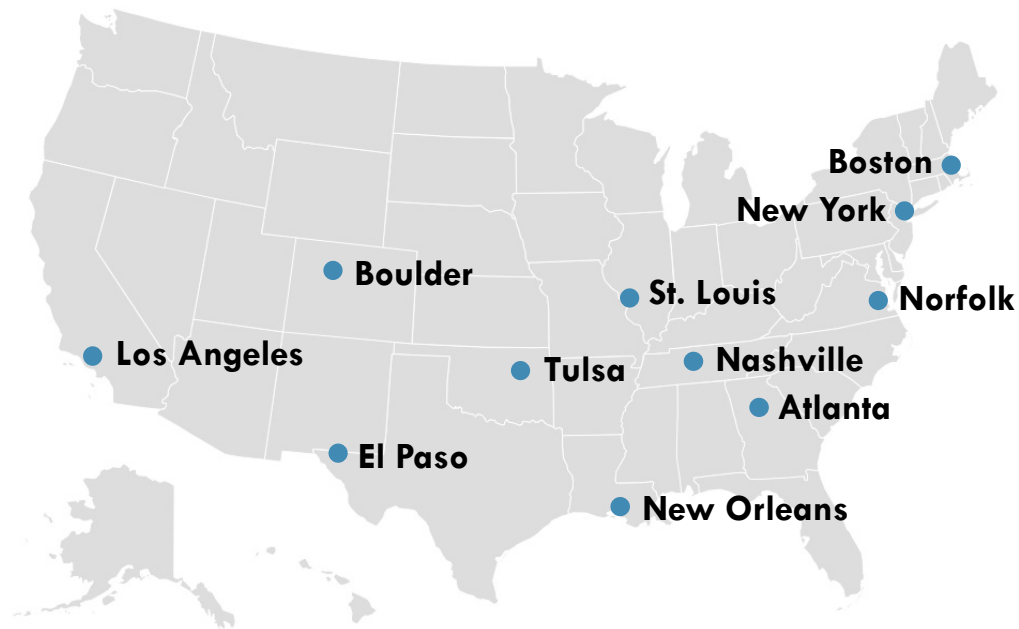 Boston
New York
Boulder
St. Louis
Norfolk
Los Angeles
Tulsa
Nashville
Atlanta
El Paso
New Orleans